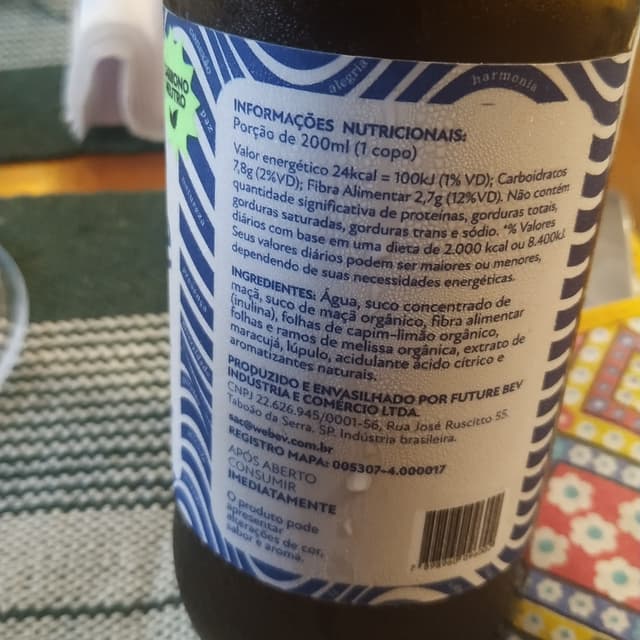 alegria
harmonia
NEUTRO
paz
INFORMAÇÕES NUTRICIONAIS:
Porção de 200ml (1 copo)
Valor energético 24kcal = 100kJ (1% VD); Carboidratos
7,8g (2%VD); Fibra Alimentar 2,7g (12%VD). Não contém
quantidade significativa de proteínas, gorduras totais,
gorduras saturadas, gorduras trans e sódio. *% Valores
diários com base em uma dieta de 2.000 kcal ou 8.400kJ.
Seus valores diários podem ser maiores ou menores,
dependendo de suas necessidades energéticas.
INGREDIENTES: Água, suco concentrado de
maçã, suco de maçã orgânico, fibra alimentar
(inulina), folhas de capim-limão orgânico,
folhas e ramos de melissa orgânica, extrato de
maracujá, lúpulo, acidulante ácido cítrico e
aromatizantes naturais.
PRODUZIDO E ENVASILHADO POR FUTURE BEV
INDÚSTRIA E COMÉRCIO LTDA.
CNPJ 22.626.945/0001-56, Rua José Ruscitto 55.
Taboão da Serra. SP. Indústria brasileira.
sac@webev.com.br
REGISTRO MAPA: 005307-4.000017
APÓS ABERTO
CONSUMIR
IMEDIATAMENTE
O produto pode
apresentar
alterações de cor,
sabor e aroma.